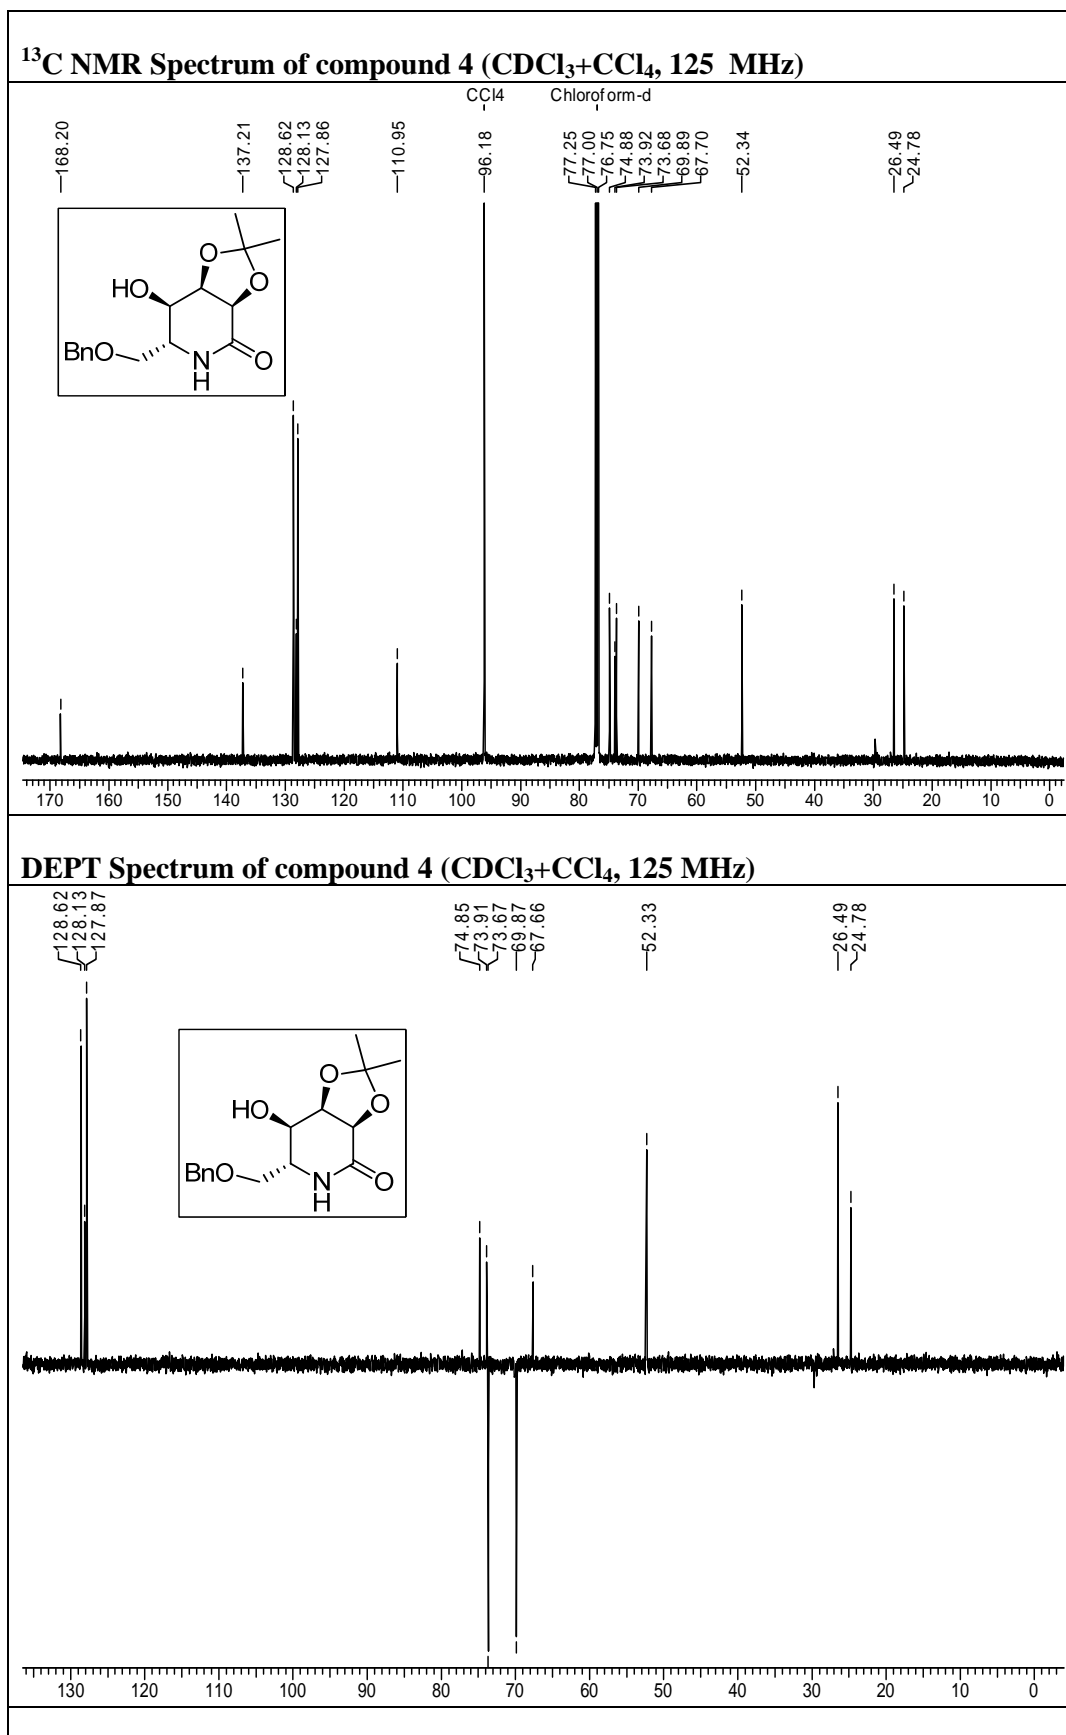 ¹³C NMR Spectrum of compound 4 (CDCl₃+CCl₄, 125 MHz)
CCl4 Chloroform-d
168.20 137.21 128.62 128.13 127.86 110.95 96.18 77.25 77.00 76.75 74.88 73.92 73.68 69.89 67.70 52.34 26.49 24.78
O
HO O
BnO N O
H
170 160 150 140 130 120 110 100 90 80 70 60 50 40 30 20 10 0
DEPT Spectrum of compound 4 (CDCl₃+CCl₄, 125 MHz)
128.62 128.13 127.87 74.85 73.91 73.67 69.87 67.66 52.33 26.49 24.78
O
HO O
BnO N O
H
130 120 110 100 90 80 70 60 50 40 30 20 10 0